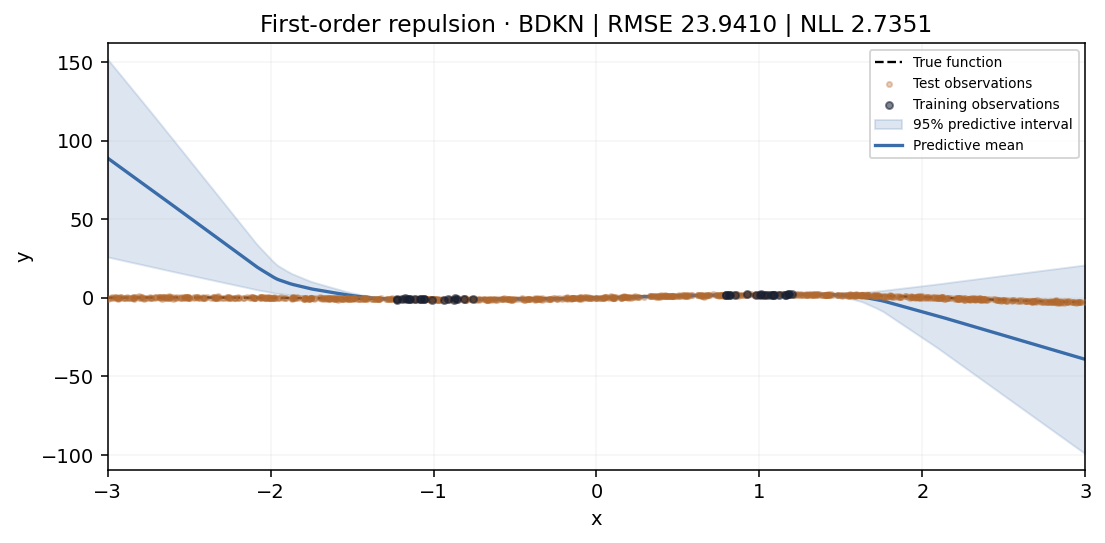 First-order repulsion · BDKN | RMSE 23.9410 | NLL 2.7351
True function
Test observations
Training observations
95% predictive interval
Predictive mean
y
150
100
50
0
−50
−100
−3
−2
−1
0
1
2
3
x